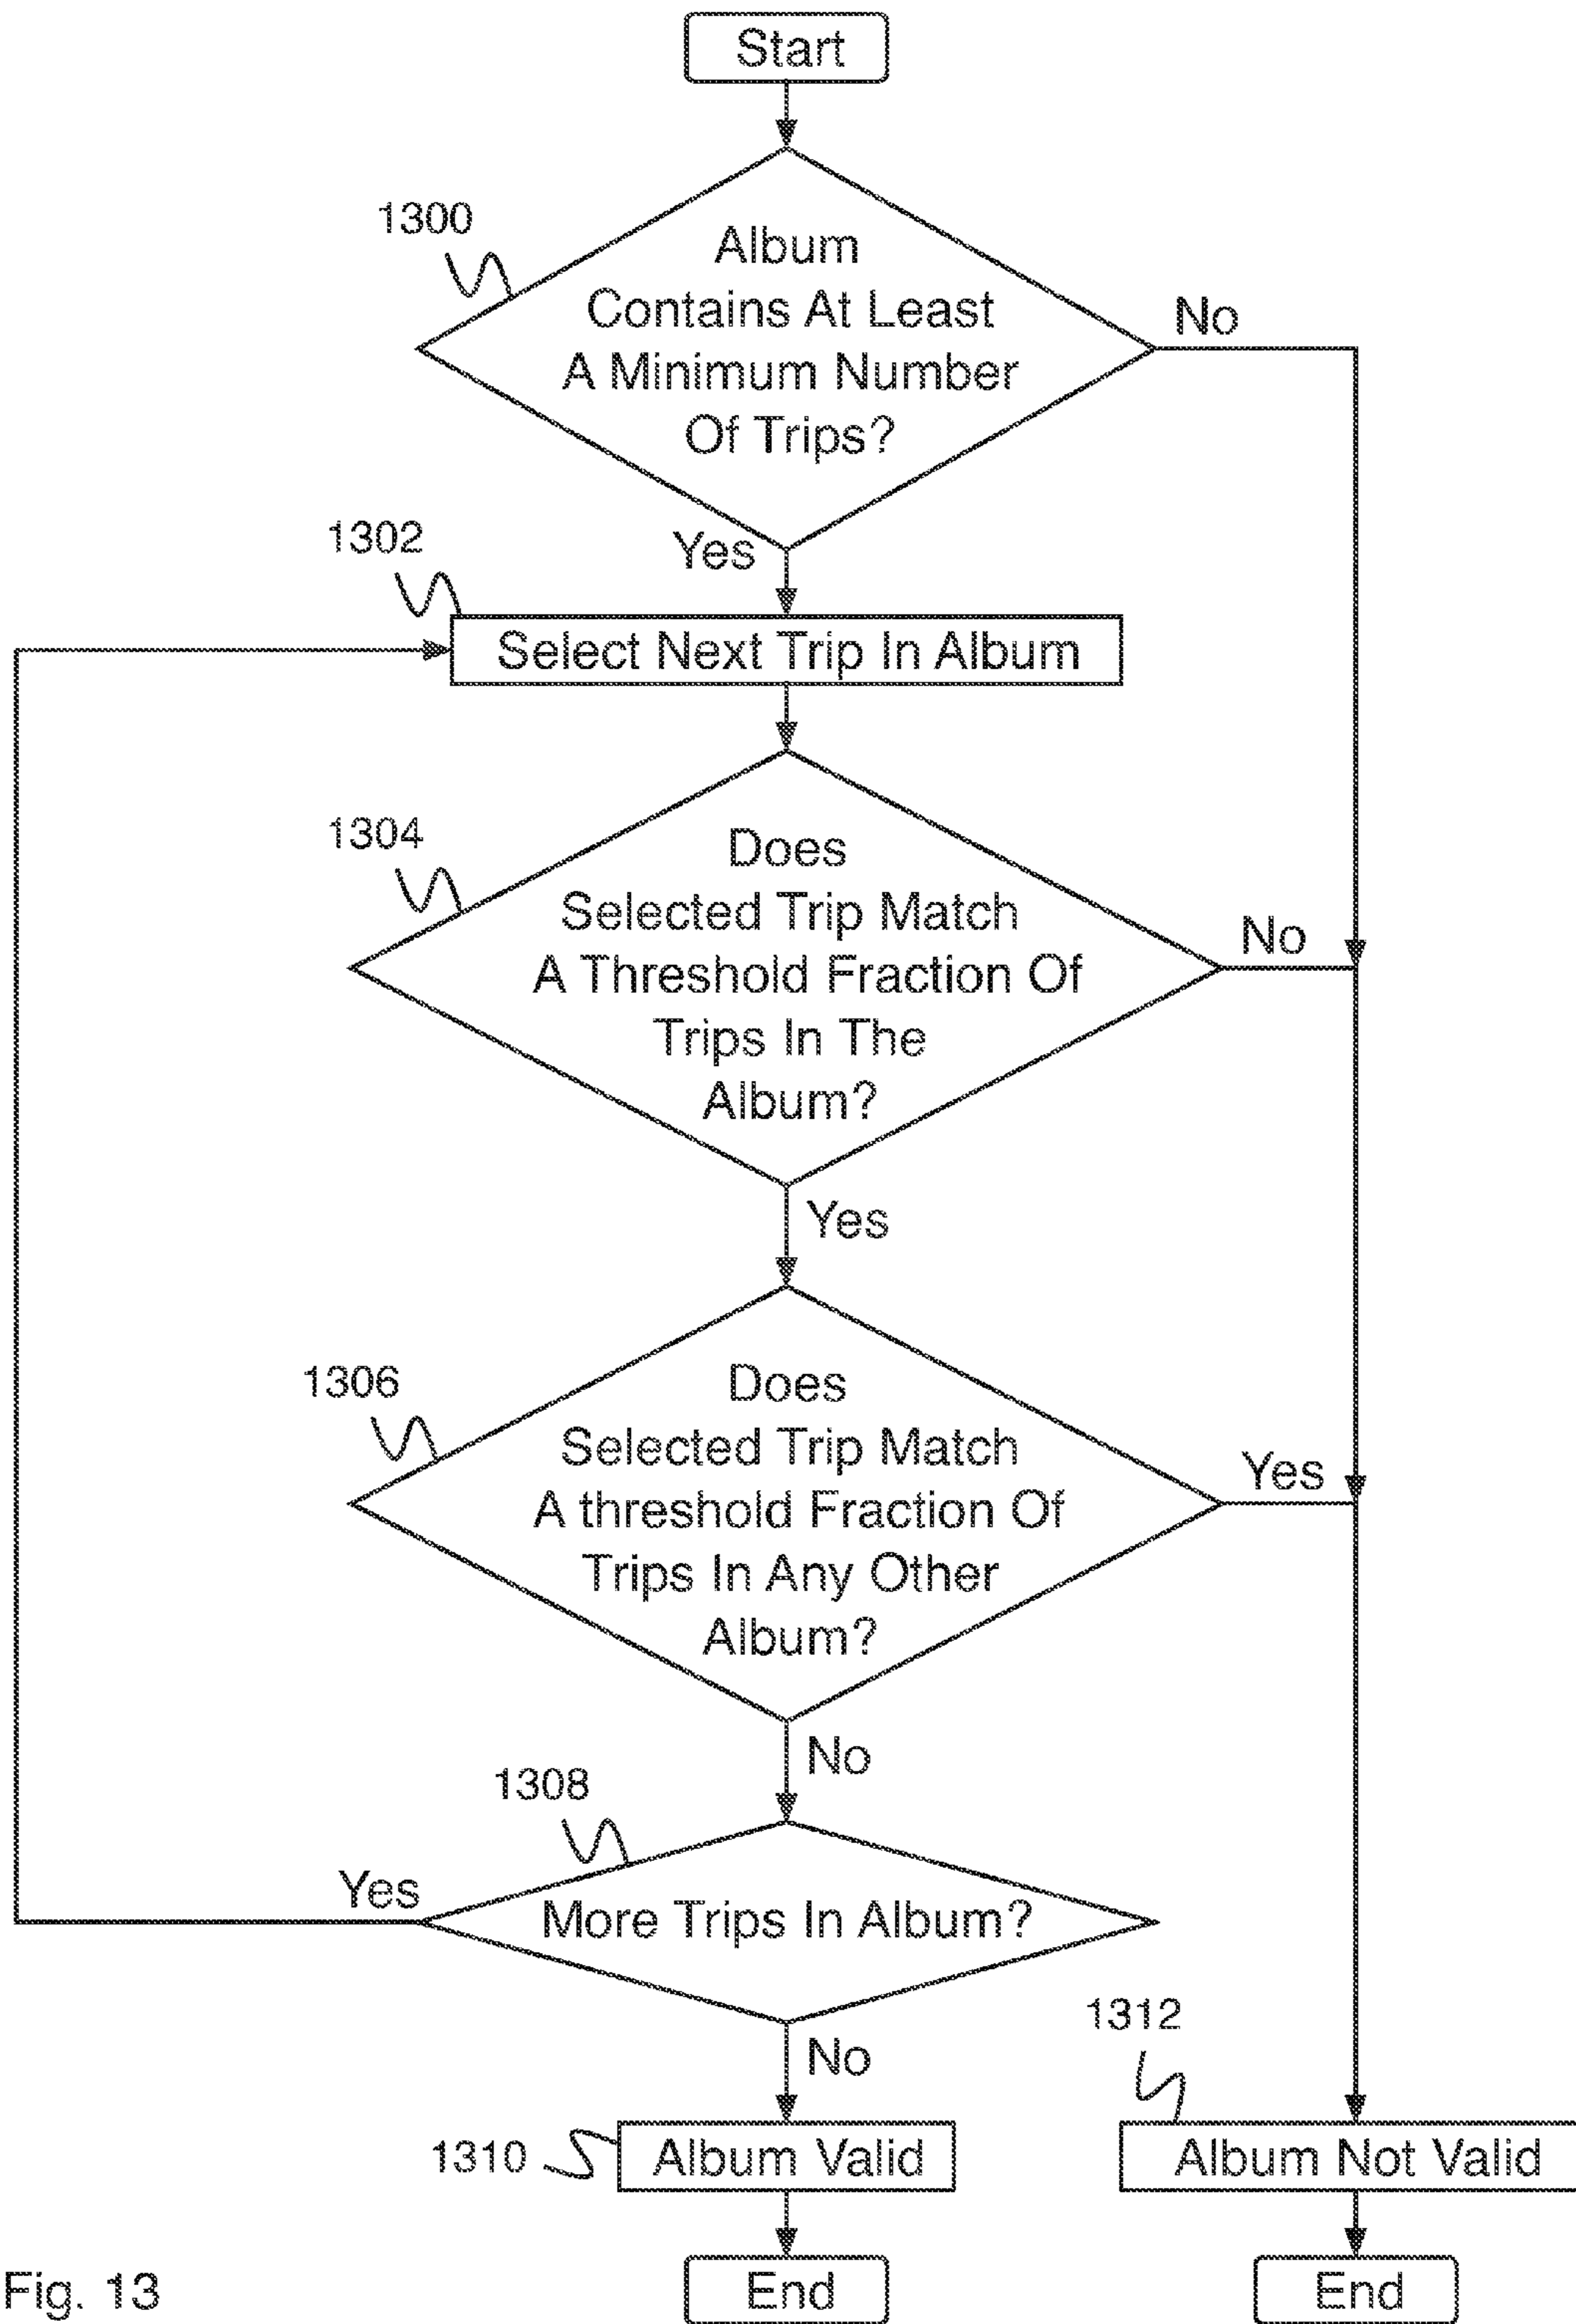 Start
1300
Album
Contains At Least
A Minimum Number
Of Trips?
No
Yes
1302
Select Next Trip In Album
1304
Does
Selected Trip Match
A Threshold Fraction Of
Trips In The
Album?
No
Yes
1306
Does
Selected Trip Match
A threshold Fraction Of
Trips In Any Other
Album?
Yes
No
1308
More Trips In Album?
Yes
No
1310
Album Valid
1312
Album Not Valid
End
End
Fig. 13